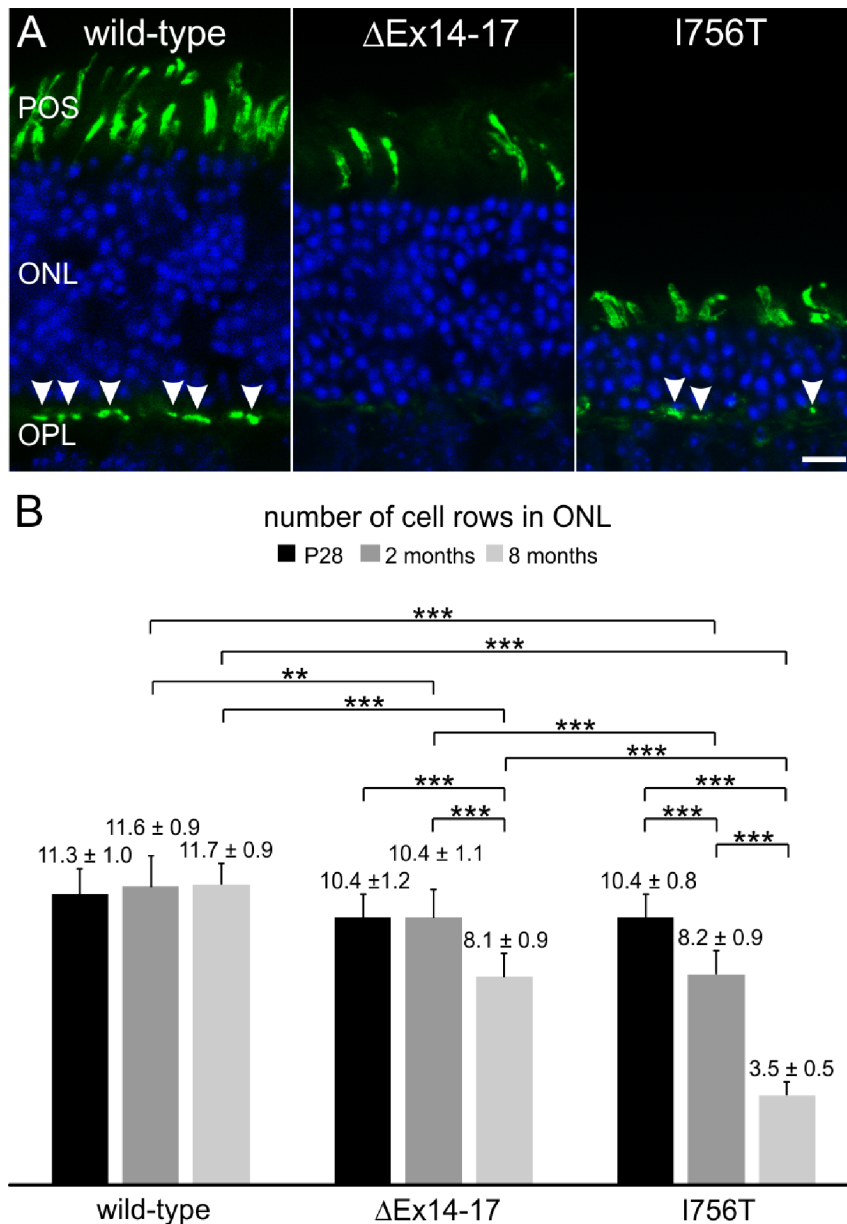 A
wild-type
ΔEx14-17
I756T
POS
ONL
OPL
B
number of cell rows in ONL
P28 2 months 8 months
***
***
**
***
***
***
*** ***
*** ***
***
11.3 ± 1.0
11.6 ± 0.9
11.7 ± 0.9
10.4 ±1.2
10.4 ± 1.1
8.1 ± 0.9
10.4 ± 0.8
8.2 ± 0.9
3.5 ± 0.5
wild-type
ΔEx14-17
I756T